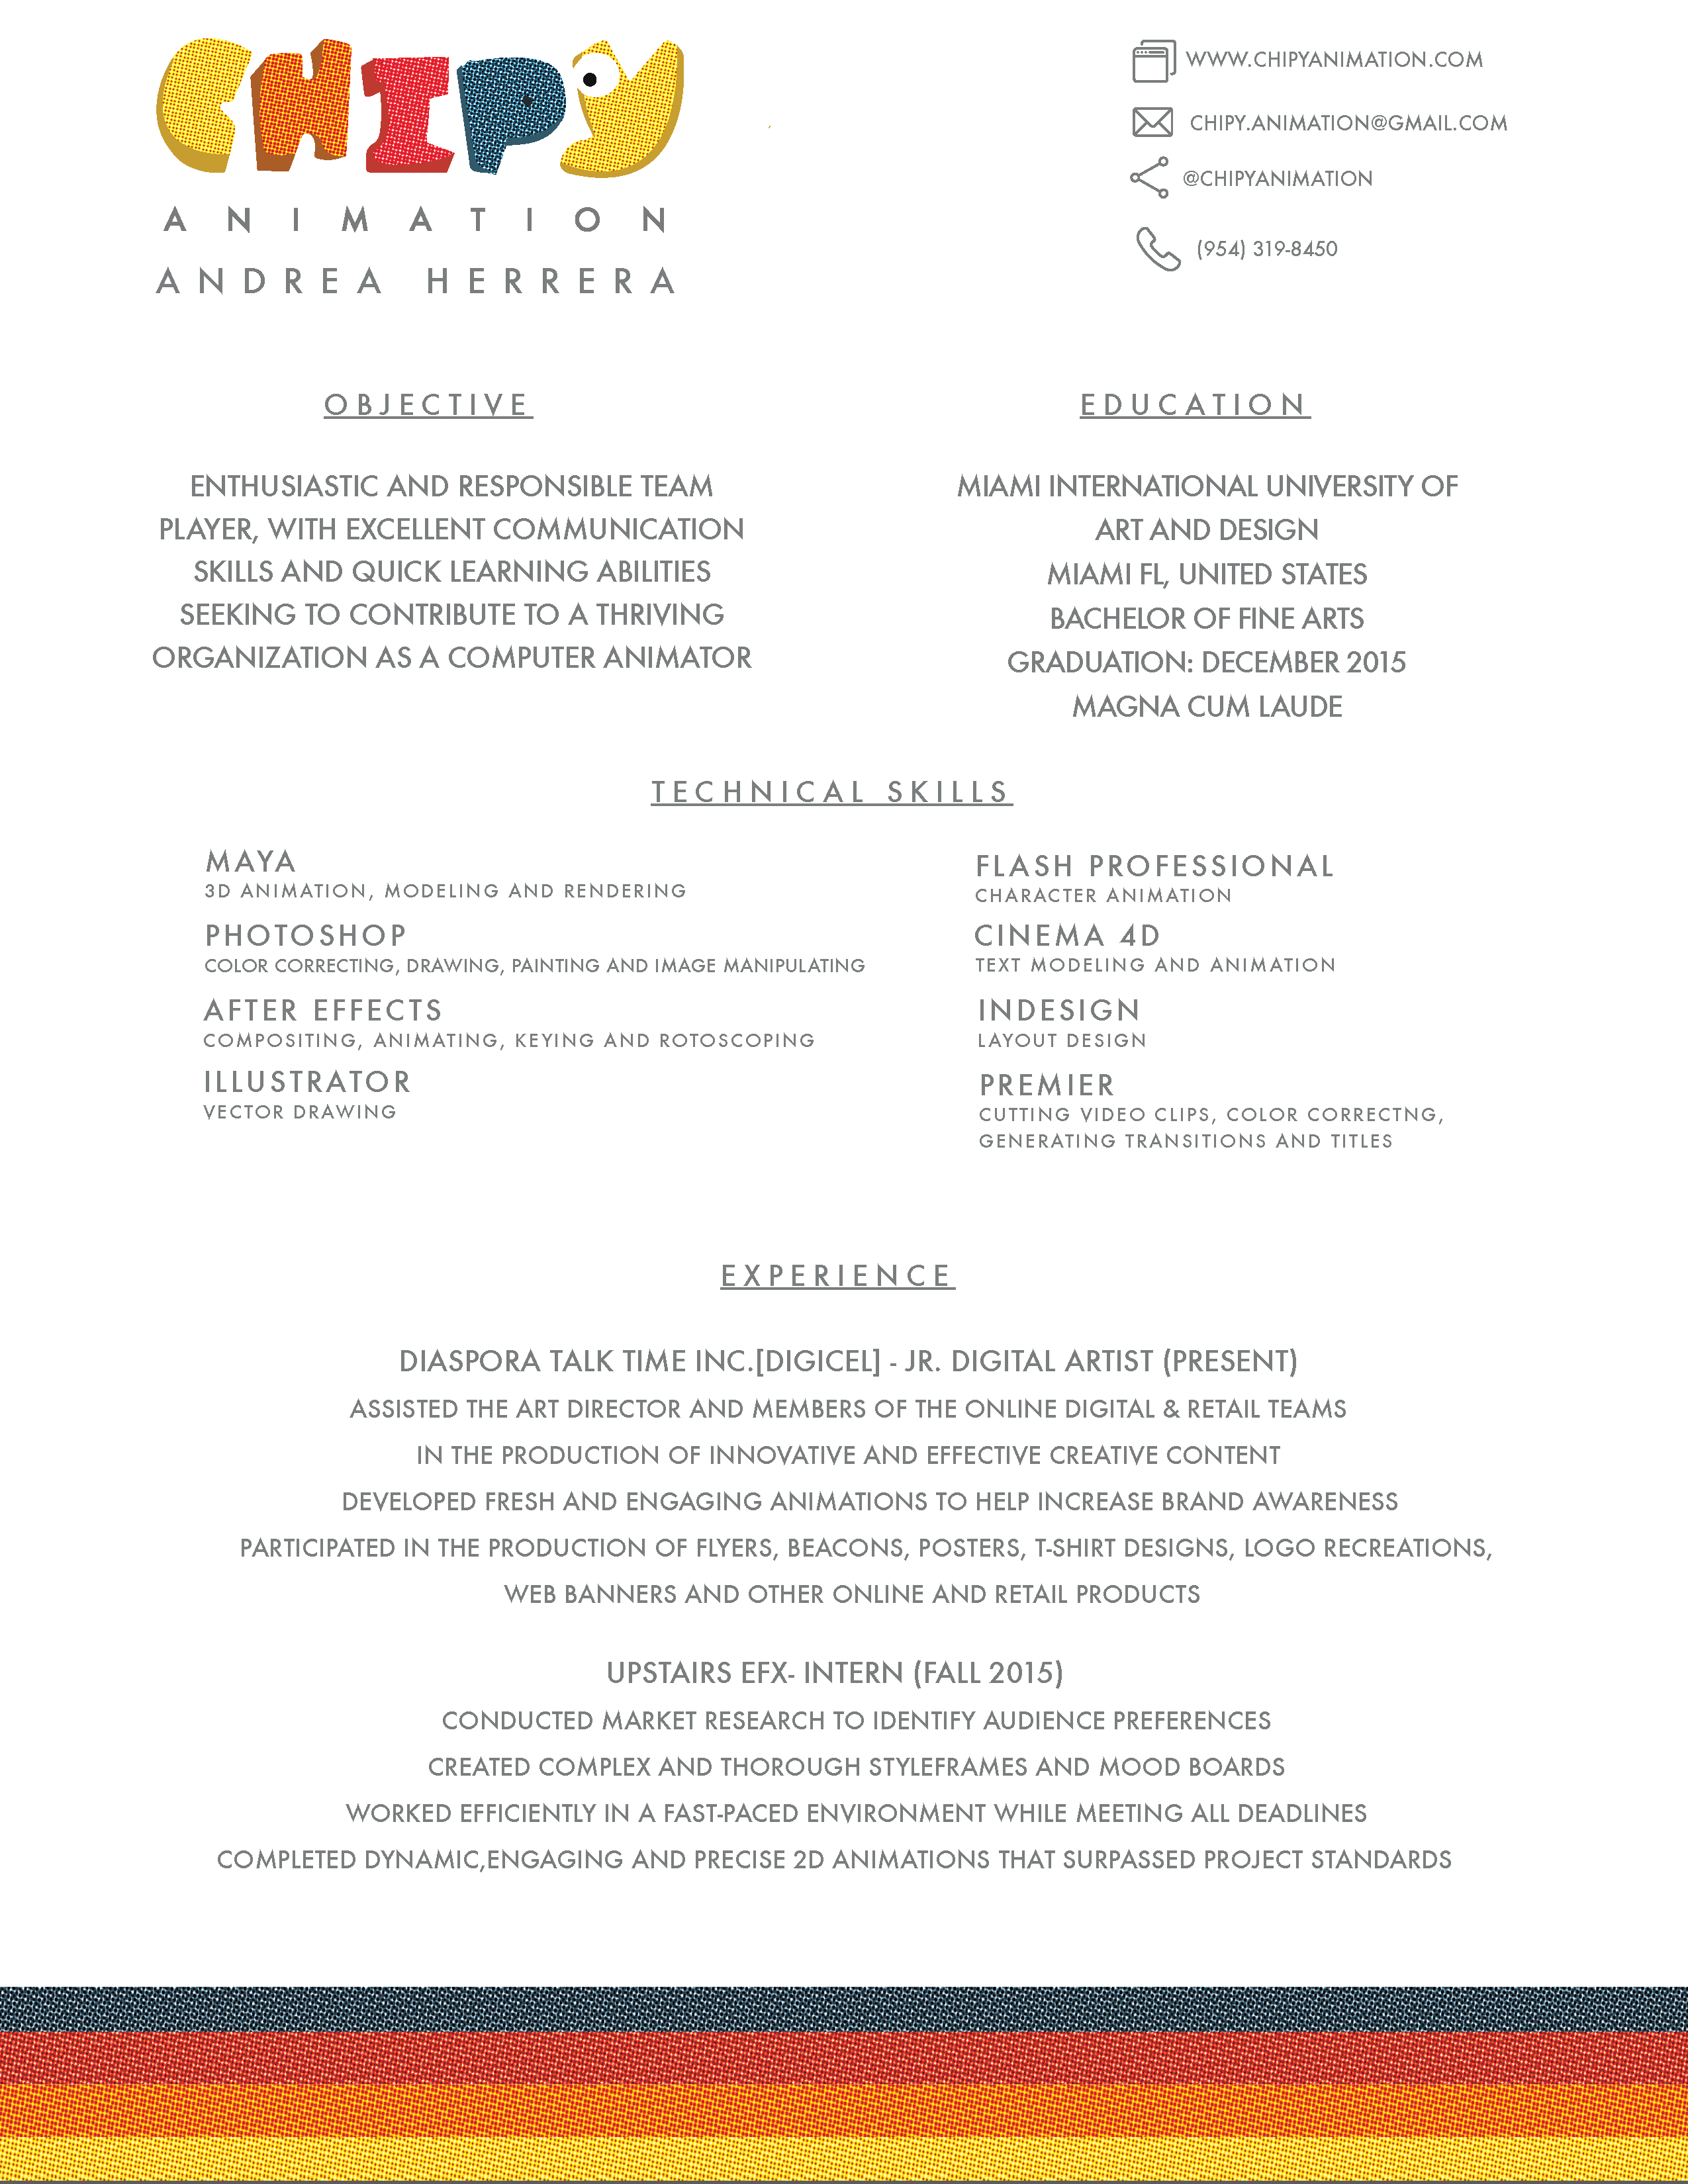 CHIPY
ANIMATION
ANDREA HERRERA
WWW.CHIPYANIMATION.COM
CHIPY.ANIMATION@GMAIL.COM
@CHIPYANIMATION
(954) 319-8450
OBJECTIVE
ENTHUSIASTIC AND RESPONSIBLE TEAM
PLAYER, WITH EXCELLENT COMMUNICATION
SKILLS AND QUICK LEARNING ABILITIES
SEEKING TO CONTRIBUTE TO A THRIVING
ORGANIZATION AS A COMPUTER ANIMATOR
EDUCATION
MIAMI INTERNATIONAL UNIVERSITY OF
ART AND DESIGN
MIAMI FL, UNITED STATES
BACHELOR OF FINE ARTS
GRADUATION: DECEMBER 2015
MAGNA CUM LAUDE
TECHNICAL SKILLS
MAYA
3D ANIMATION, MODELING AND RENDERING
PHOTOSHOP
COLOR CORRECTING, DRAWING, PAINTING AND IMAGE MANIPULATING
AFTER EFFECTS
COMPOSITING, ANIMATING, KEYING AND ROTOSCOPING
ILLUSTRATOR
VECTOR DRAWING
FLASH PROFESSIONAL
CHARACTER ANIMATION
CINEMA 4D
TEXT MODELING AND ANIMATION
INDESIGN
LAYOUT DESIGN
PREMIER
CUTTING VIDEO CLIPS, COLOR CORRECTNG,
GENERATING TRANSITIONS AND TITLES
EXPERIENCE
DIASPORA TALK TIME INC.[DIGICEL] - JR. DIGITAL ARTIST (PRESENT)
ASSISTED THE ART DIRECTOR AND MEMBERS OF THE ONLINE DIGITAL & RETAIL TEAMS
IN THE PRODUCTION OF INNOVATIVE AND EFFECTIVE CREATIVE CONTENT
DEVELOPED FRESH AND ENGAGING ANIMATIONS TO HELP INCREASE BRAND AWARENESS
PARTICIPATED IN THE PRODUCTION OF FLYERS, BEACONS, POSTERS, T-SHIRT DESIGNS, LOGO RECREATIONS,
WEB BANNERS AND OTHER ONLINE AND RETAIL PRODUCTS
UPSTAIRS EFX- INTERN (FALL 2015)
CONDUCTED MARKET RESEARCH TO IDENTIFY AUDIENCE PREFERENCES
CREATED COMPLEX AND THOROUGH STYLEFRAMES AND MOOD BOARDS
WORKED EFFICIENTLY IN A FAST-PACED ENVIRONMENT WHILE MEETING ALL DEADLINES
COMPLETED DYNAMIC,ENGAGING AND PRECISE 2D ANIMATIONS THAT SURPASSED PROJECT STANDARDS